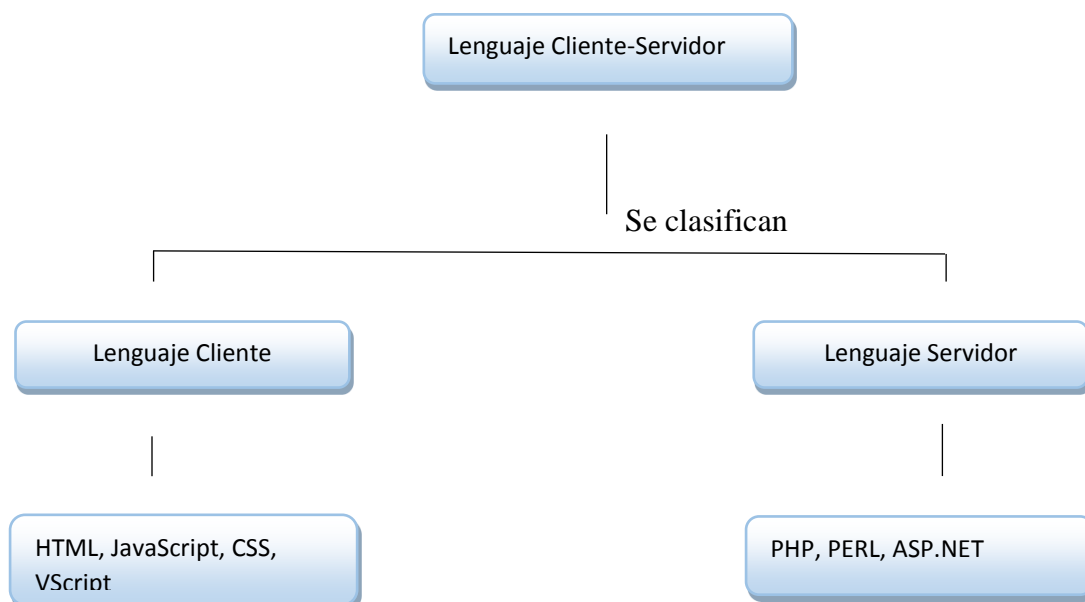 Lenguaje Cliente-Servidor
Se clasifican
Lenguaje Cliente
Lenguaje Servidor
HTML, JavaScript, CSS,
VScript
PHP, PERL, ASP.NET